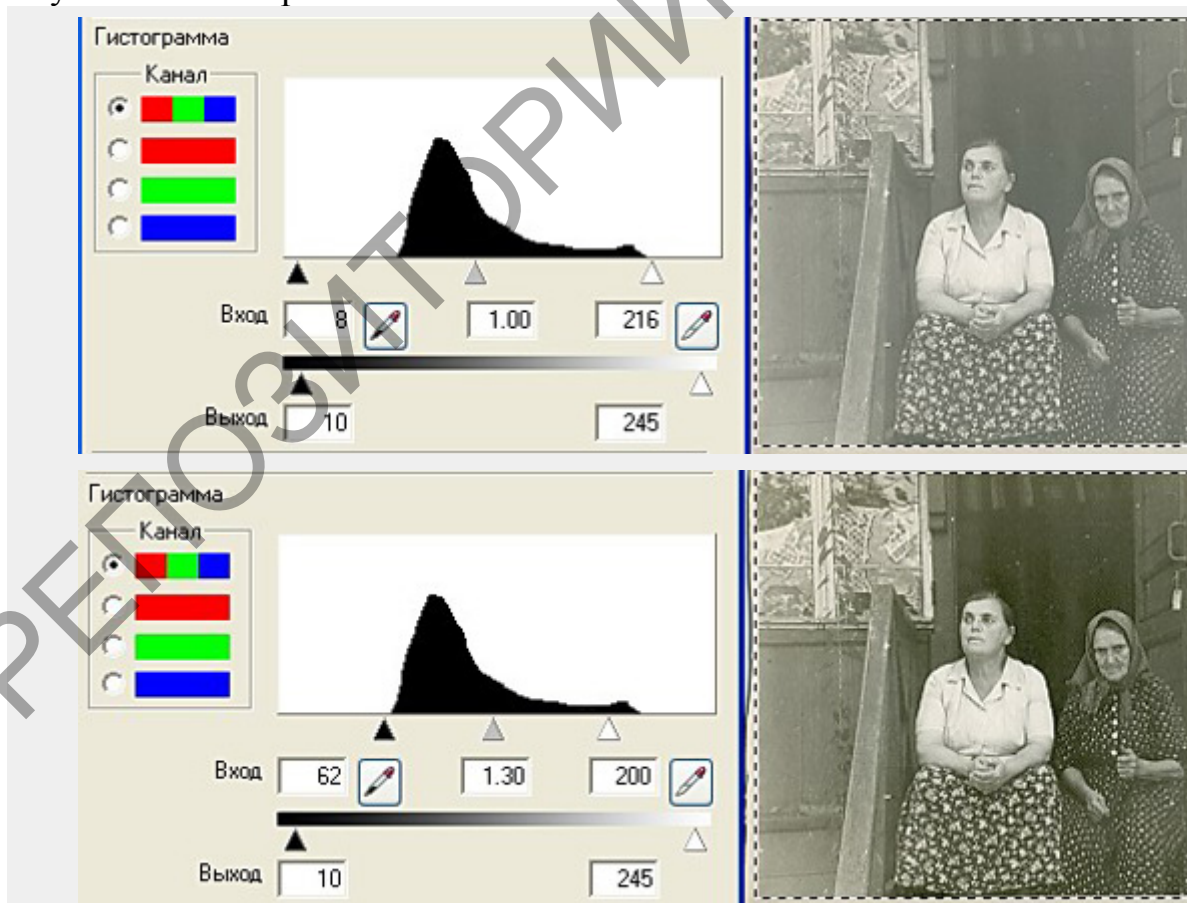 Гистограмма
Канал
Вход 8 1.00 216
Выход 10 245
Гистограмма
Канал
Вход 62 1.30 200
Выход 10 245
РЕПОЗИТОРИЙ